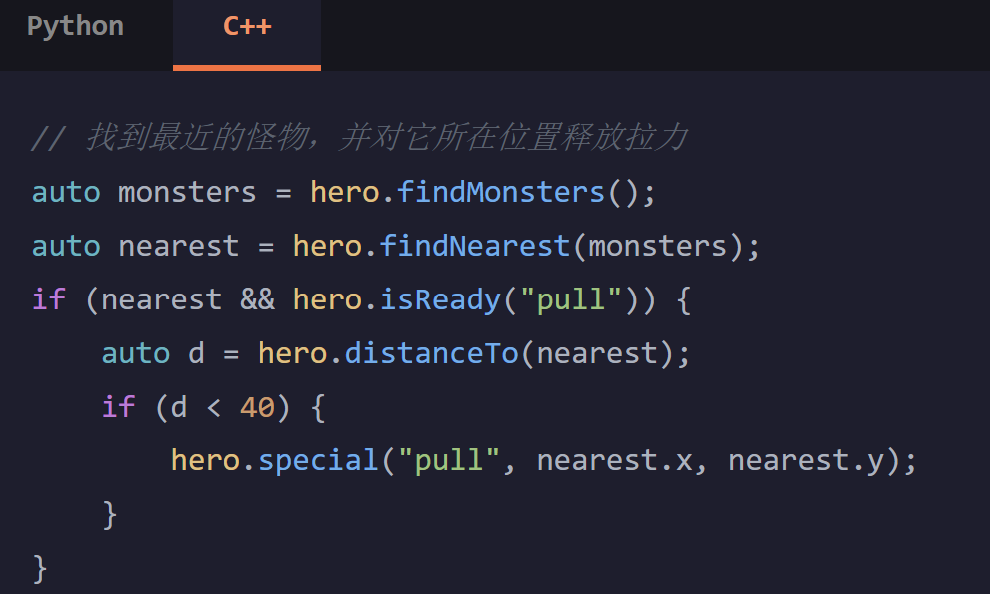 Python C++
// 找到最近的怪物，并对它所在位置释放拉力
auto monsters = hero.findMonsters();
auto nearest = hero.findNearest(monsters);
if (nearest && hero.isReady("pull")) {
    auto d = hero.distanceTo(nearest);
    if (d < 40) {
        hero.special("pull", nearest.x, nearest.y);
    }
}